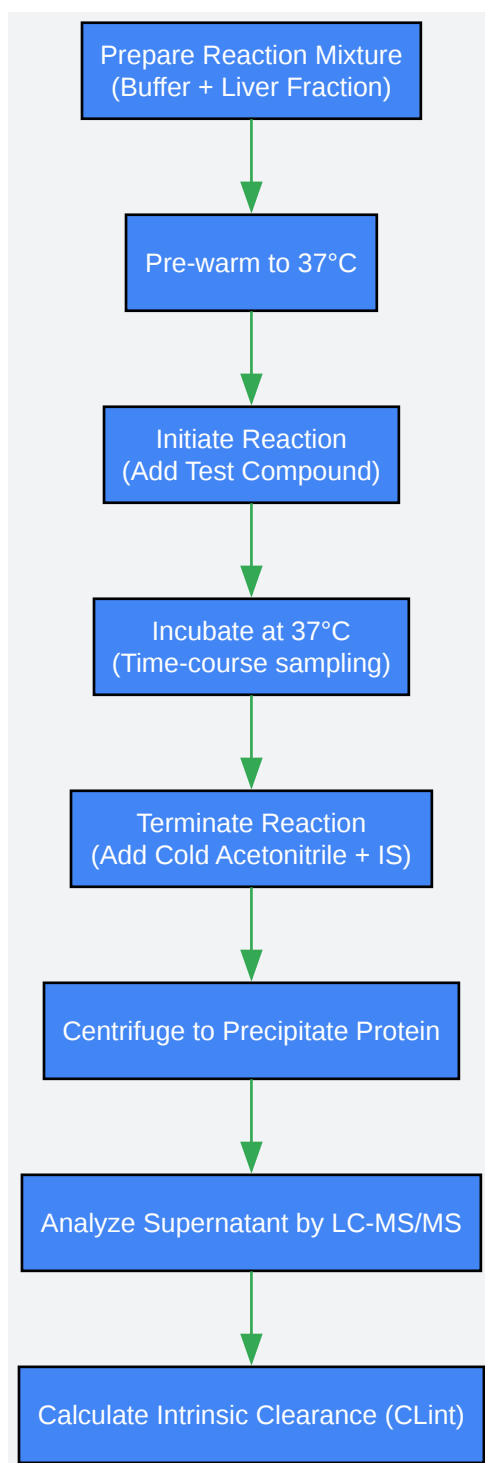 Prepare Reaction Mixture
(Buffer + Liver Fraction)
Pre-warm to 37°C
Initiate Reaction
(Add Test Compound)
Incubate at 37°C
(Time-course sampling)
Terminate Reaction
(Add Cold Acetonitrile + IS)
Centrifuge to Precipitate Protein
Analyze Supernatant by LC-MS/MS
Calculate Intrinsic Clearance (CLint)